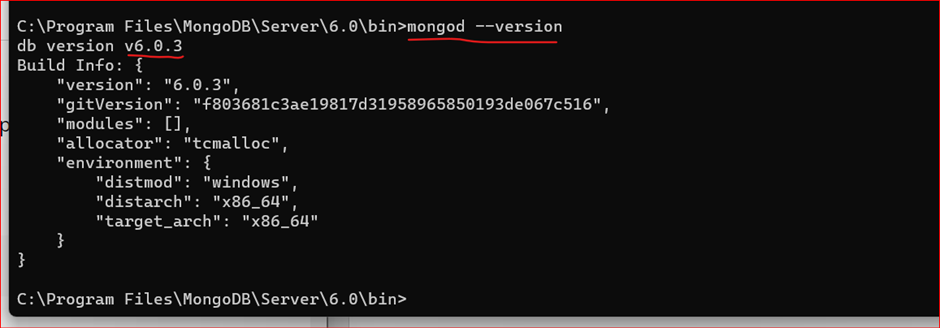 C:\Program Files\MongoDB\Server\6.0\bin>mongod --version
db version v6.0.3
Build Info: {
    "version": "6.0.3",
    "gitVersion": "f803681c3ae19817d31958965850193de067c516",
    "modules": [],
    "allocator": "tcmalloc",
    "environment": {
        "distmod": "windows",
        "distarch": "x86_64",
        "target_arch": "x86_64"
    }
}
C:\Program Files\MongoDB\Server\6.0\bin>